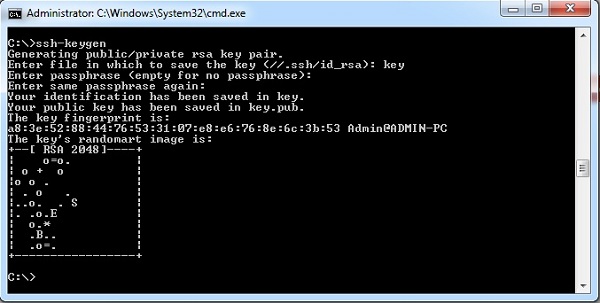 Administrator: C:\Windows\System32\cmd.exe
C:\>ssh-keygen
Generating public/private rsa key pair.
Enter file in which to save the key (//.ssh/id_rsa): key
Enter passphrase (empty for no passphrase):
Enter same passphrase again:
Your identification has been saved in key.
Your public key has been saved in key.pub.
The key fingerprint is:
a8:3e:52:88:44:76:53:31:07:e8:e6:76:8e:6c:3b:53 Admin@ADMIN-PC
The key's randomart image is:
+--[ RSA 2048]----+
|     o=o.        |
| o +  o          |
|o o .            |
| . o   .         |
|..o.  . S        |
|. .o.E           |
|   o.*           |
|   .B..          |
|   .o=.          |
+-----------------+
C:\>